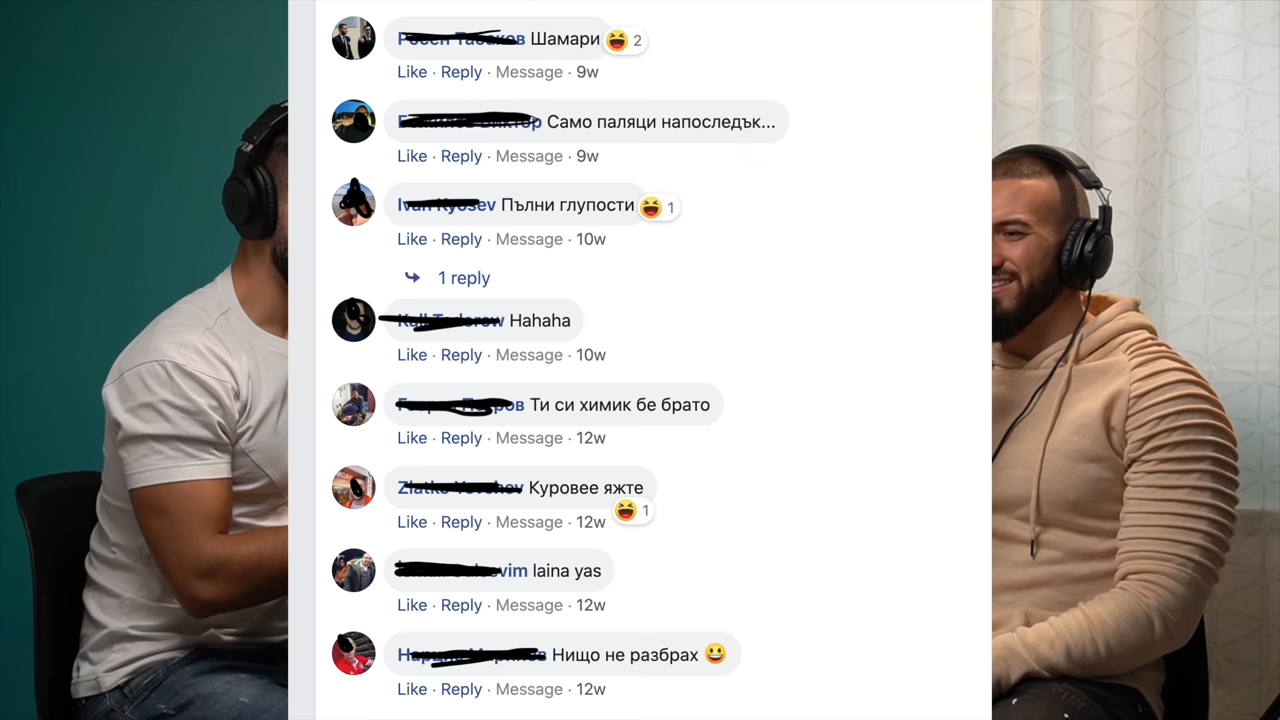 Шамари 2
Like · Reply · Message · 9w
Само паляци напоследък...
Like · Reply · Message · 9w
Пълни глупости 1
Like · Reply · Message · 10w
1 reply
Hahaha
Like · Reply · Message · 10w
Ти си химик бе брато
Like · Reply · Message · 12w
Куровее яжте
Like · Reply · Message · 12w 1
laina yas
Like · Reply · Message · 12w
Нищо не разбрах 😀
Like · Reply · Message · 12w